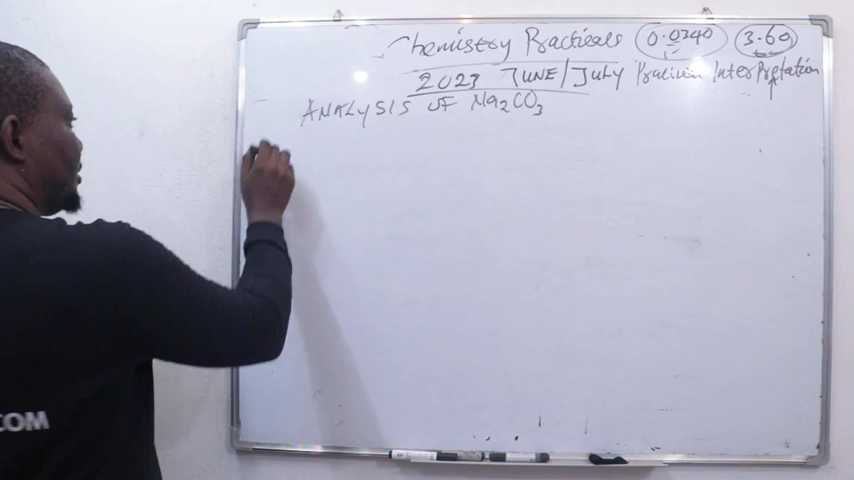 Chemistry Practicals 0.0340 3.60
2023 JUNE/July Practical Interpretation
ANALYSIS OF Na2CO3
COM